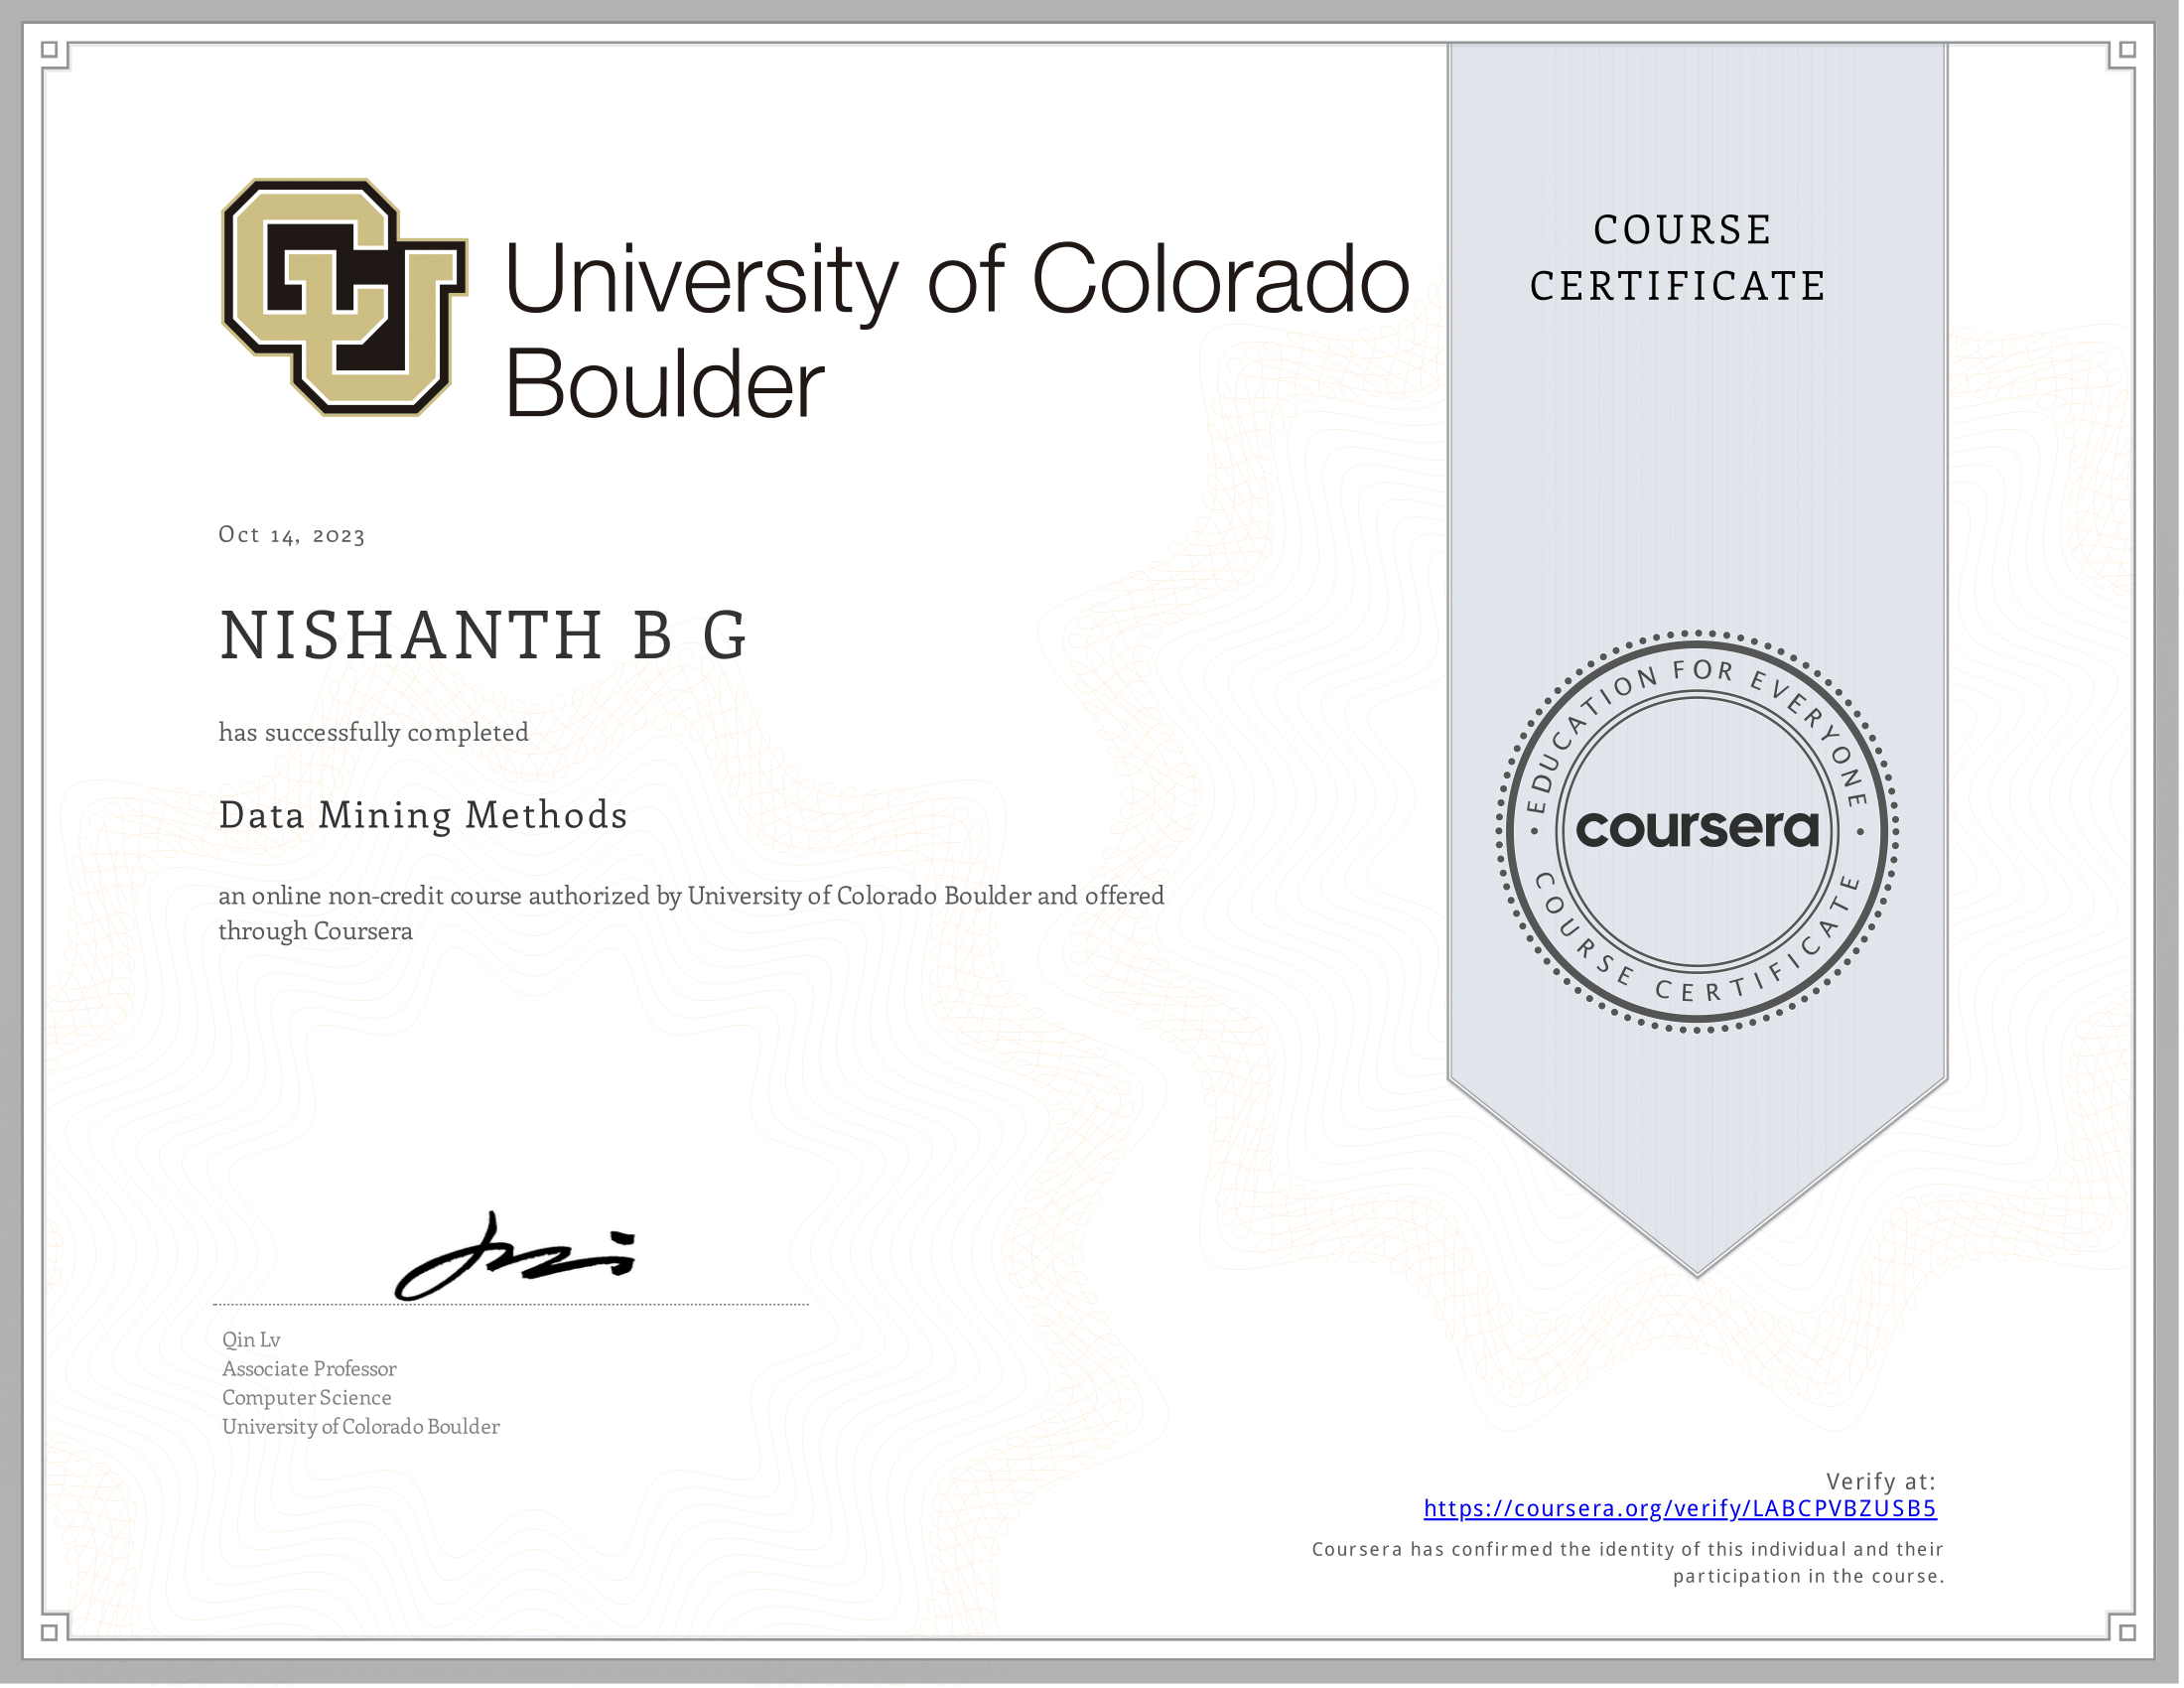 CU
University of Colorado
Boulder
COURSE
CERTIFICATE
Oct 14, 2023
NISHANTH B G
has successfully completed
Data Mining Methods
an online non-credit course authorized by University of Colorado Boulder and offered
through Coursera
EDUCATION FOR EVERYONE
coursera
COURSE CERTIFICATE
Qin Lv
Associate Professor
Computer Science
University of Colorado Boulder
Verify at:
https://coursera.org/verify/LABCPVBZUSB5
Coursera has confirmed the identity of this individual and their
participation in the course.